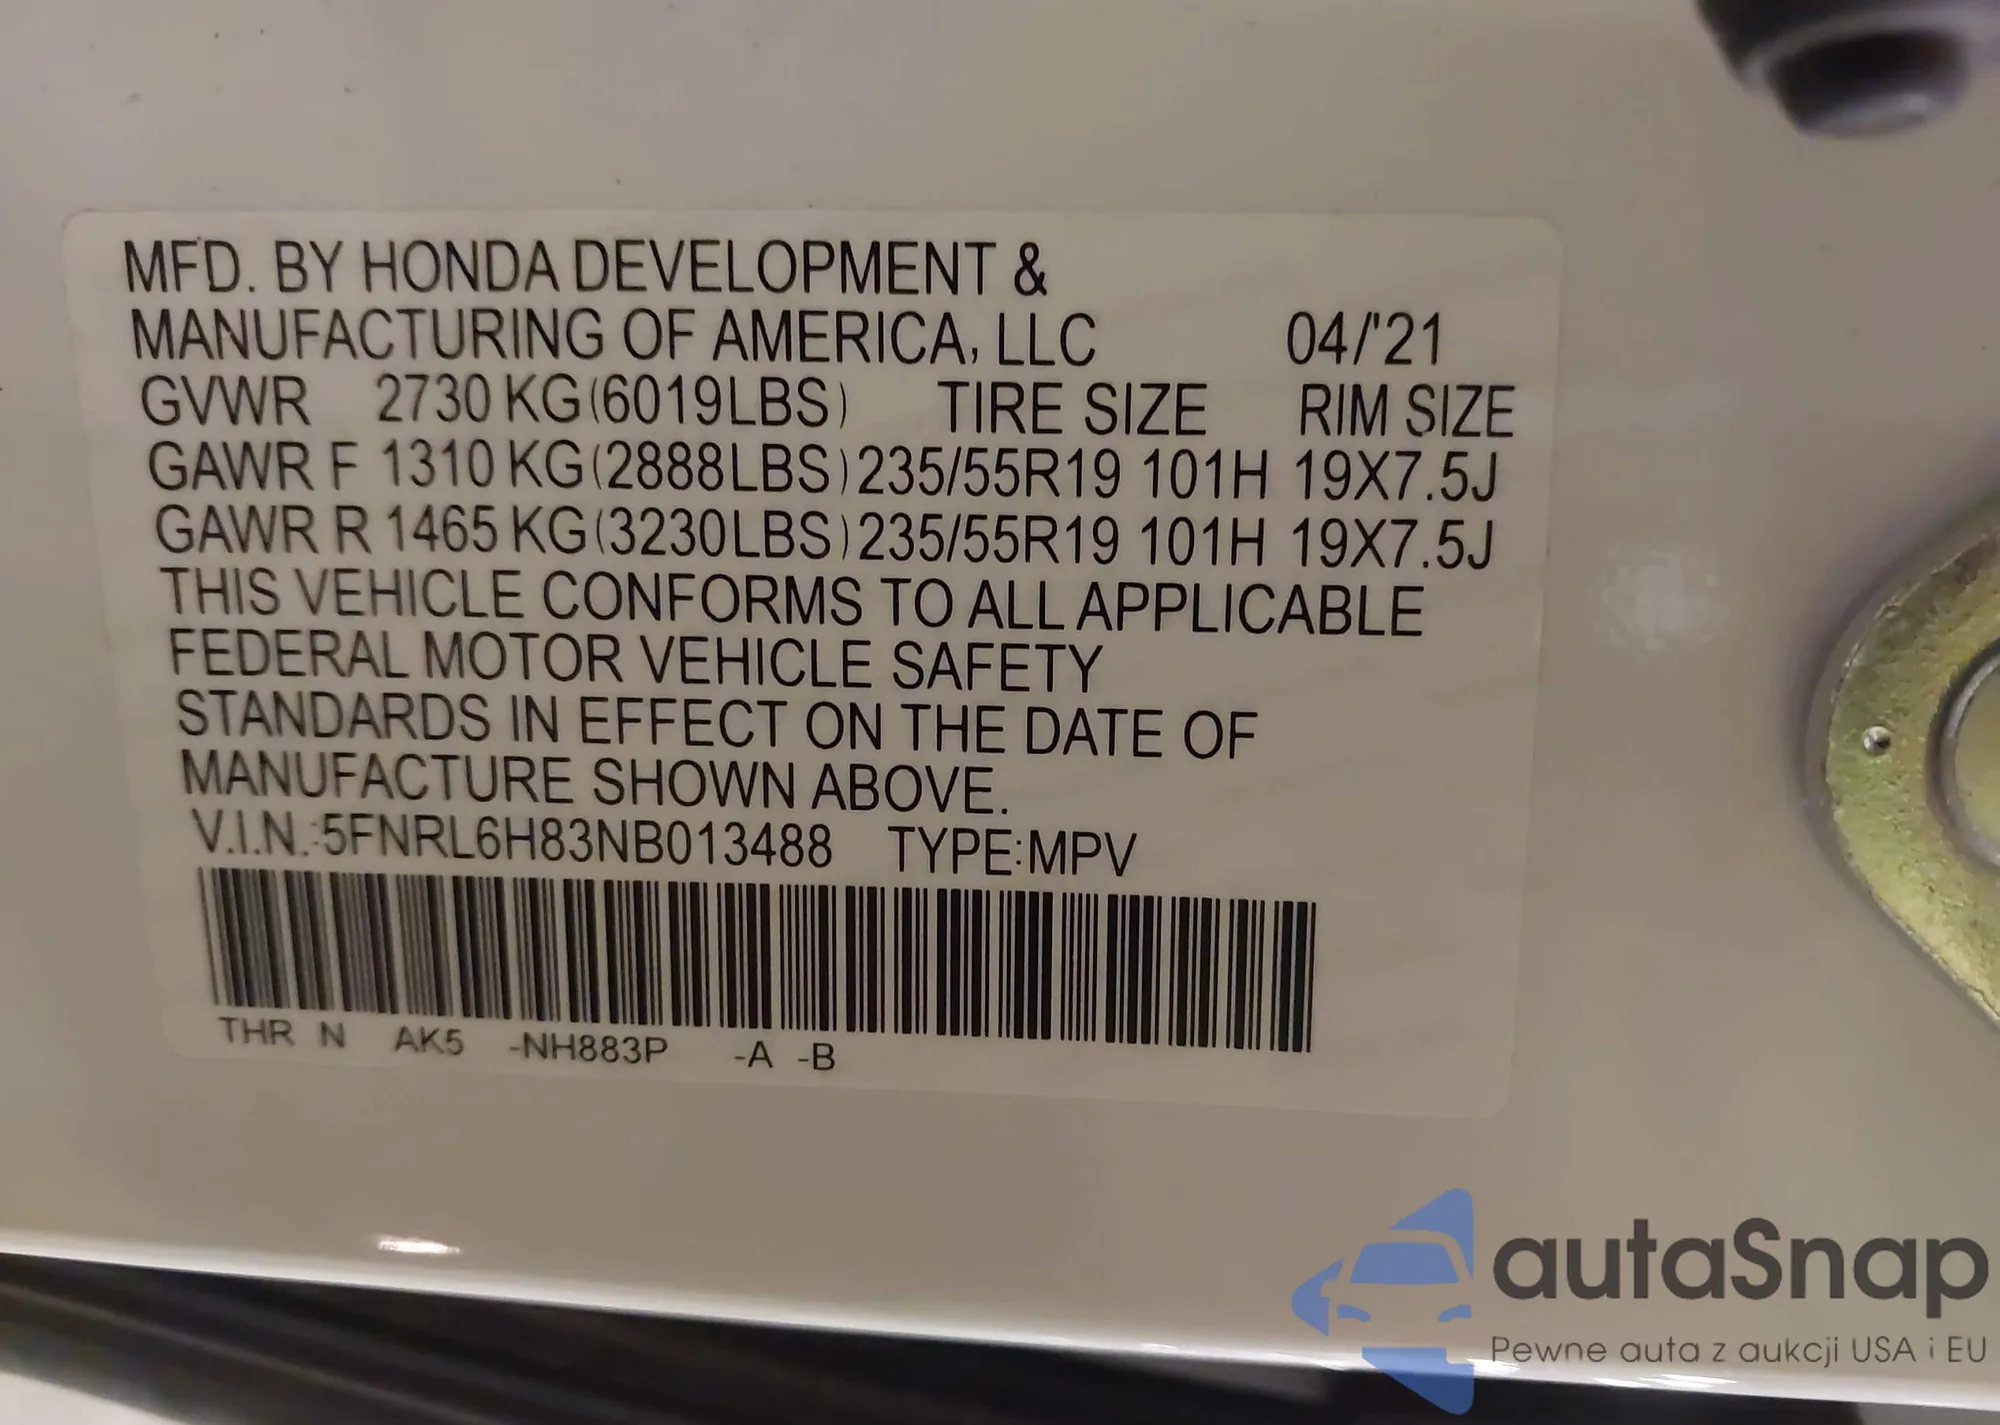 MFD. BY HONDA DEVELOPMENT &
MANUFACTURING OF AMERICA, LLC 04/'21
GVWR 2730 KG(6019LBS) TIRE SIZE RIM SIZE
GAWR F 1310 KG(2888LBS) 235/55R19 101H 19X7.5J
GAWR R 1465 KG(3230LBS) 235/55R19 101H 19X7.5J
THIS VEHICLE CONFORMS TO ALL APPLICABLE
FEDERAL MOTOR VEHICLE SAFETY
STANDARDS IN EFFECT ON THE DATE OF
MANUFACTURE SHOWN ABOVE.
V.I.N.:5FNRL6H83NB013488 TYPE:MPV
THR N AK5 -NH883P -A -B
autaSnap
Pewne auta z aukcji USA i EU